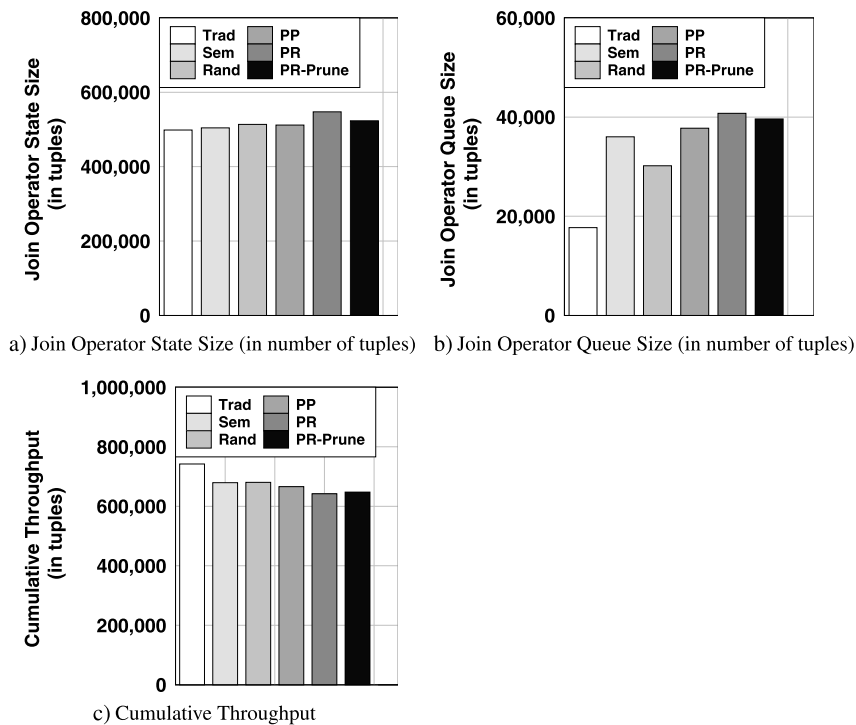 800,000
600,000
400,000
200,000
0
Join Operator State Size
(in tuples)
Trad
Sem
Rand
PP
PR
PR-Prune
a) Join Operator State Size (in number of tuples)
60,000
40,000
20,000
0
Join Operator Queue Size
(in tuples)
Trad
Sem
Rand
PP
PR
PR-Prune
b) Join Operator Queue Size (in number of tuples)
1,000,000
800,000
600,000
400,000
200,000
0
Cumulative Throughput
(in tuples)
Trad
Sem
Rand
PP
PR
PR-Prune
c) Cumulative Throughput